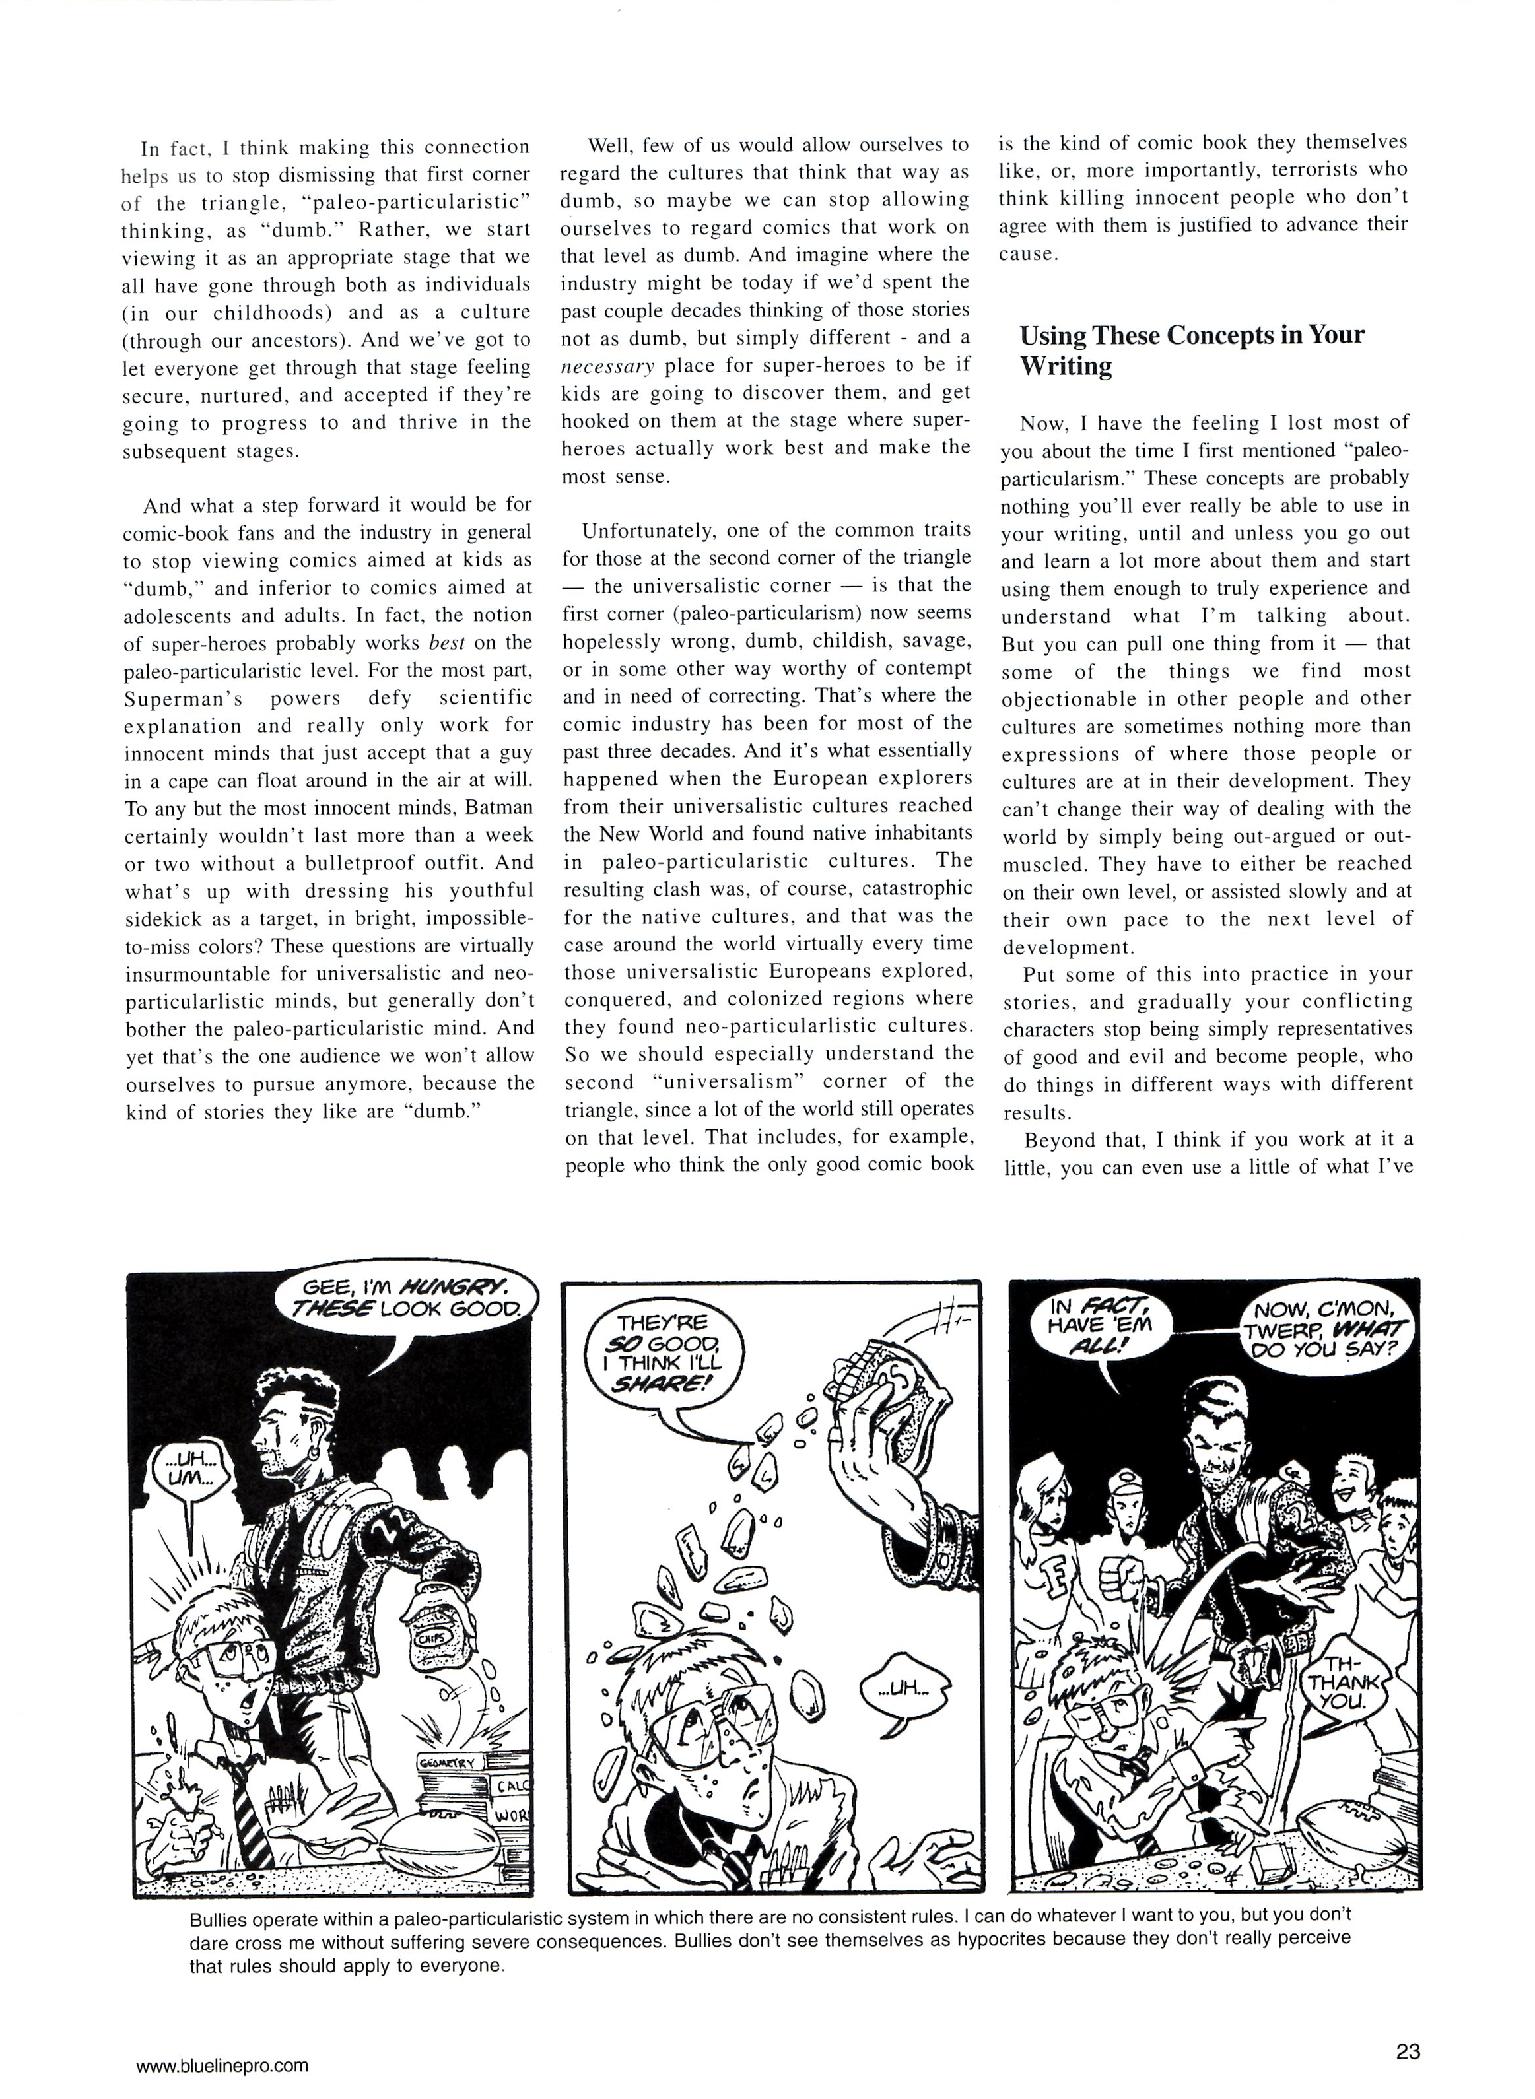 In fact, I think making this connection
helps us to stop dismissing that first corner
of the triangle, “paleo-particularistic”
thinking, as “dumb.” Rather, we start
viewing it as an appropriate stage that we
all have gone through both as individuals
(in our childhoods) and as a culture
(through our ancestors). And we’ve got to
let everyone get through that stage feeling
secure, nurtured, and accepted if they’re
going to progress to and thrive in the
subsequent stages.
And what a step forward it would be for
comic-book fans and the industry in general
to stop viewing comics aimed at kids as
“dumb,” and inferior to comics aimed at
adolescents and adults. In fact, the notion
of super-heroes probably works best on the
paleo-particularistic level. For the most part,
Superman’s powers defy scientific
explanation and really only work for
innocent minds that just accept that a guy
in a cape can float around in the air at will.
To any but the most innocent minds, Batman
certainly wouldn’t last more than a week
or two without a bulletproof outfit. And
what’s up with dressing his youthful
sidekick as a target, in bright, impossible-
to-miss colors? These questions are virtually
insurmountable for universalistic and neo-
particularlistic minds, but generally don’t
bother the paleo-particularistic mind. And
yet that’s the one audience we won’t allow
ourselves to pursue anymore, because the
kind of stories they like are “dumb.”
Well, few of us would allow ourselves to
regard the cultures that think that way as
dumb, so maybe we can stop allowing
ourselves to regard comics that work on
that level as dumb. And imagine where the
industry might be today if we’d spent the
past couple decades thinking of those stories
not as dumb, but simply different - and a
necessary place for super-heroes to be if
kids are going to discover them, and get
hooked on them at the stage where super-
heroes actually work best and make the
most sense.
Unfortunately, one of the common traits
for those at the second corner of the triangle
— the universalistic corner — is that the
first corner (paleo-particularism) now seems
hopelessly wrong, dumb, childish, savage,
or in some other way worthy of contempt
and in need of correcting. That’s where the
comic industry has been for most of the
past three decades. And it’s what essentially
happened when the European explorers
from their universalistic cultures reached
the New World and found native inhabitants
in paleo-particularistic cultures. The
resulting clash was, of course, catastrophic
for the native cultures, and that was the
case around the world virtually every time
those universalistic Europeans explored,
conquered, and colonized regions where
they found neo-particularlistic cultures.
So we should especially understand the
second “universalism” corner of the
triangle, since a lot of the world still operates
on that level. That includes, for example,
people who think the only good comic book
is the kind of comic book they themselves
like, or, more importantly, terrorists who
think killing innocent people who don’t
agree with them is justified to advance their
cause.
Using These Concepts in Your
Writing
Now, I have the feeling I lost most of
you about the time I first mentioned “paleo-
particularism.” These concepts are probably
nothing you’ll ever really be able to use in
your writing, until and unless you go out
and learn a lot more about them and start
using them enough to truly experience and
understand what I’m talking about.
But you can pull one thing from it — that
some of the things we find most
objectionable in other people and other
cultures are sometimes nothing more than
expressions of where those people or
cultures are at in their development. They
can’t change their way of dealing with the
world by simply being out-argued or out-
muscled. They have to either be reached
on their own level, or assisted slowly and at
their own pace to the next level of
development.
Put some of this into practice in your
stories, and gradually your conflicting
characters stop being simply representatives
of good and evil and become people, who
do things in different ways with different
results.
Beyond that, I think if you work at it a
little, you can even use a little of what I’ve
GEE, I'M HUNGRY.
THESE LOOK GOOD.
...UH...
UM...
22
CHIPS
GEOMETRY
CALC
WOR
THEY'RE
SO GOOD,
I THINK I'LL
SHARE!
...UH...
IN FACT,
HAVE 'EM
ALL!
NOW, C'MON,
TWERP, WHAT
DO YOU SAY?
F
TH-
THANK
YOU.
Bullies operate within a paleo-particularistic system in which there are no consistent rules. I can do whatever I want to you, but you don't
dare cross me without suffering severe consequences. Bullies don't see themselves as hypocrites because they don't really perceive
that rules should apply to everyone.
www.bluelinepro.com
23